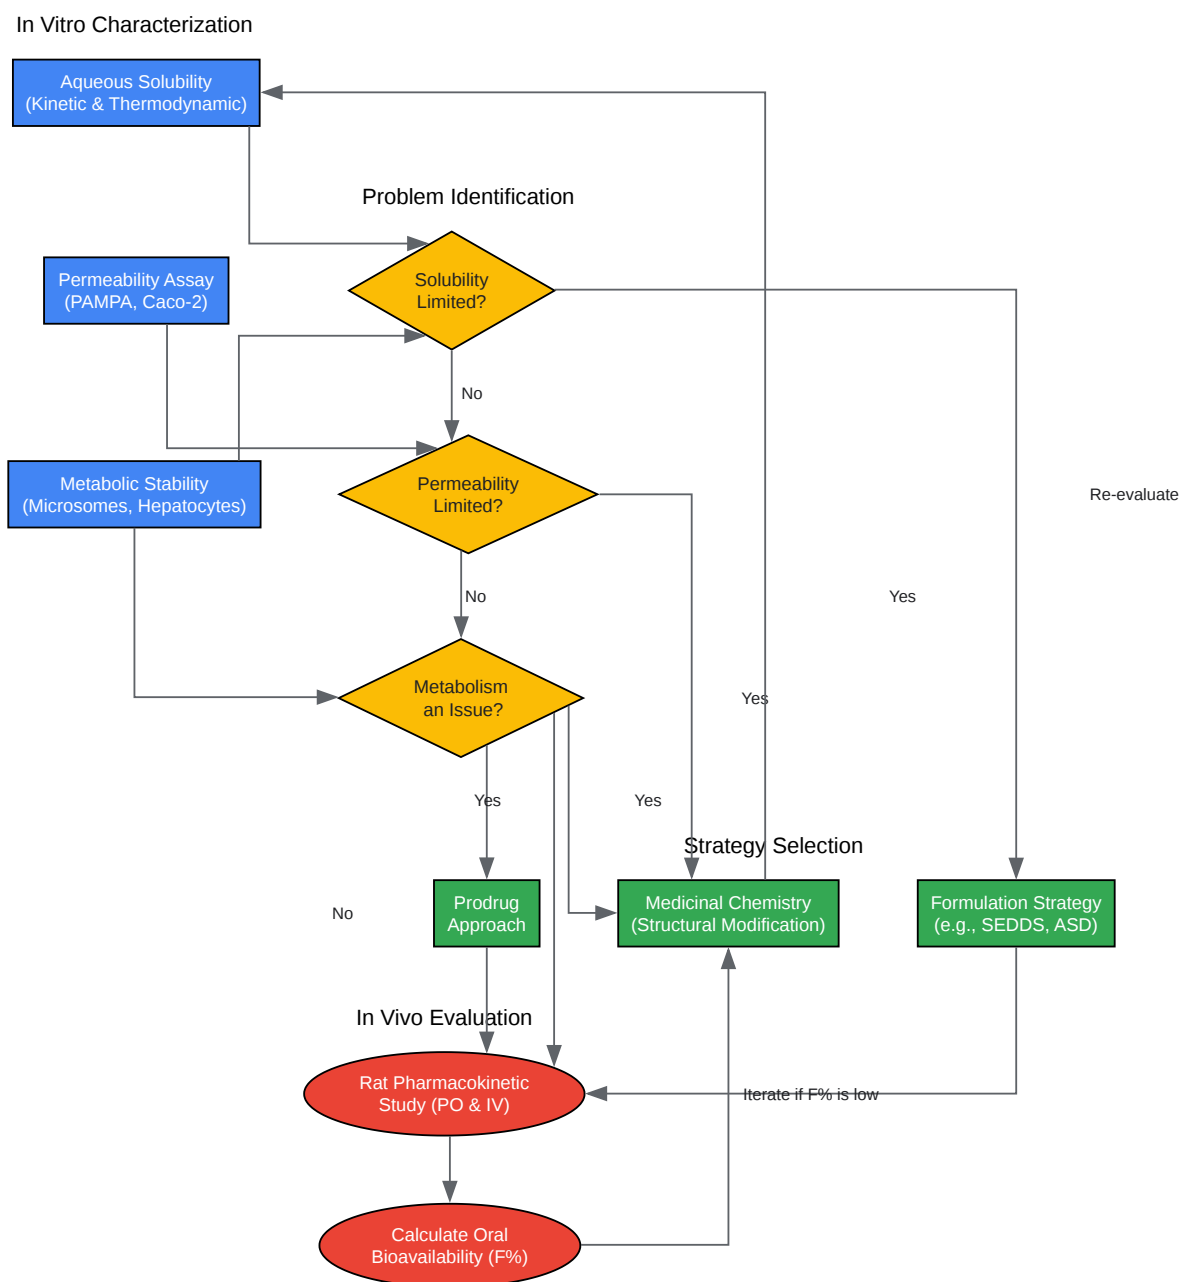 In Vitro Characterization
Aqueous Solubility
(Kinetic & Thermodynamic)
Problem Identification
Solubility
Limited?
Permeability Assay
(PAMPA, Caco-2)
No
Permeability
Limited?
Metabolic Stability
(Microsomes, Hepatocytes)
Re-evaluate
No
Yes
Metabolism
an Issue?
Yes
Yes
Yes
Strategy Selection
No
Prodrug
Approach
Medicinal Chemistry
(Structural Modification)
Formulation Strategy
(e.g., SEDDS, ASD)
In Vivo Evaluation
Rat Pharmacokinetic
Study (PO & IV)
Iterate if F% is low
Calculate Oral
Bioavailability (F%)